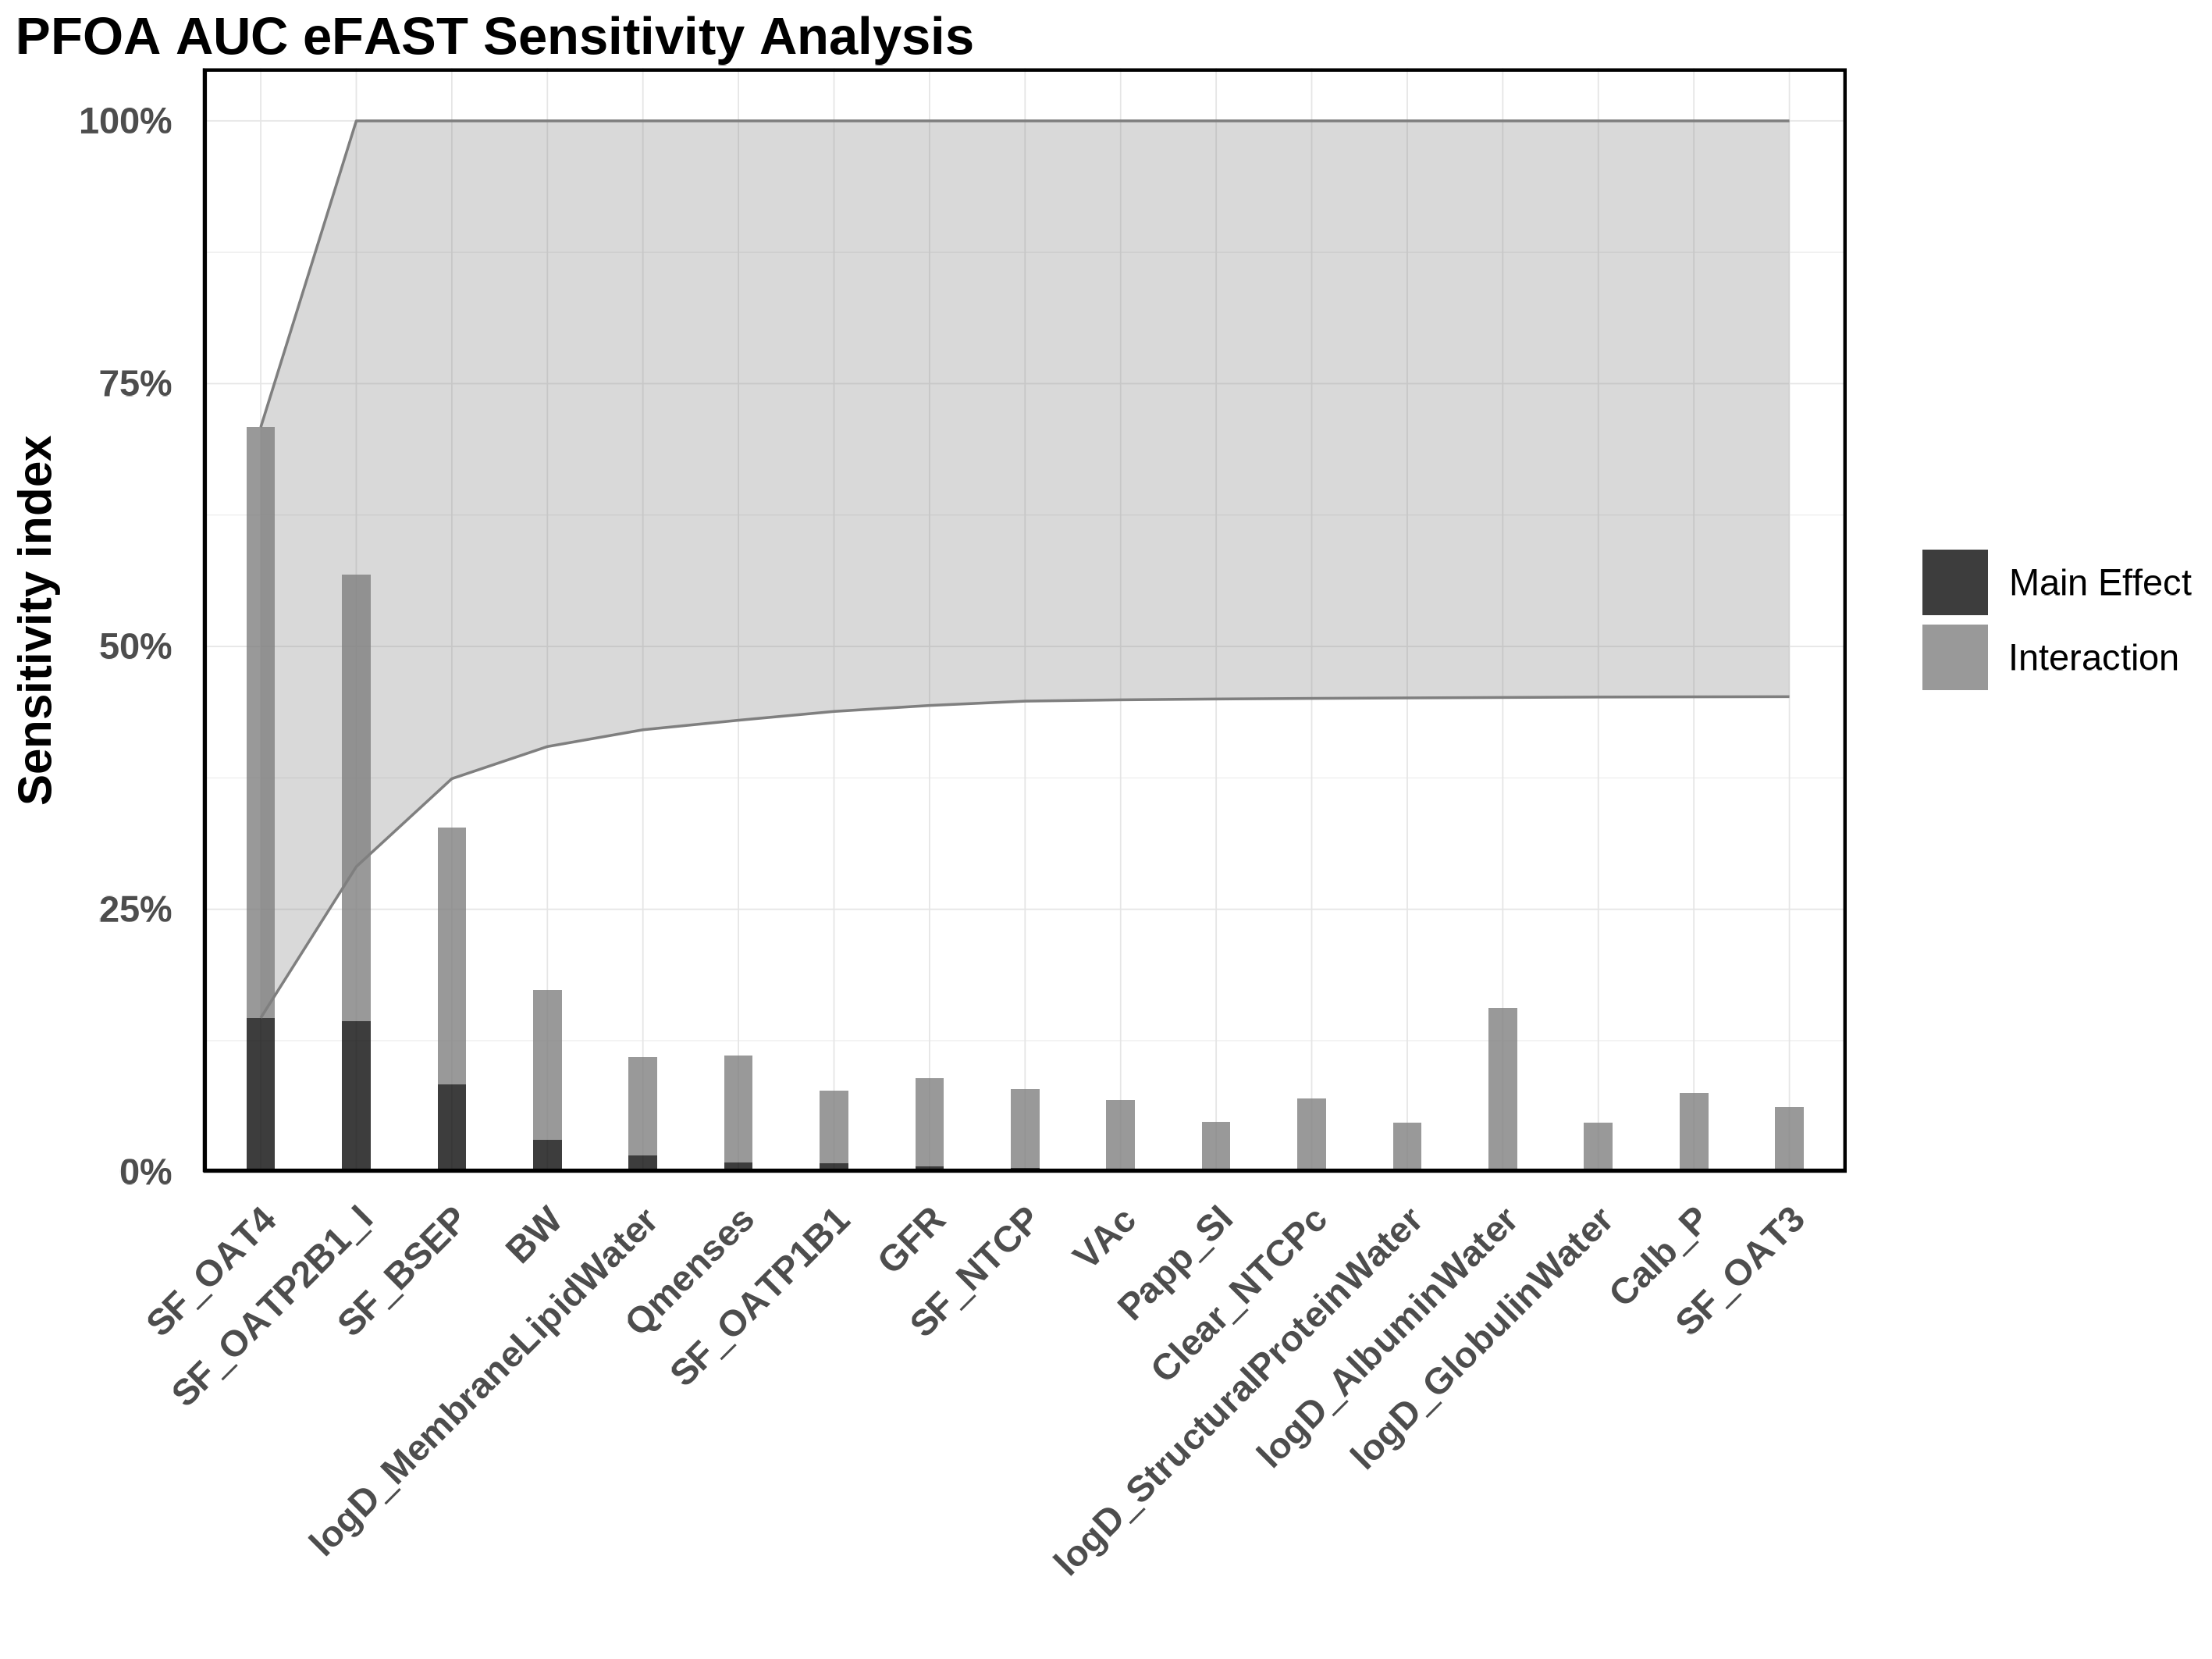 PFOA AUC eFAST Sensitivity Analysis
Sensitivity index
100%
75%
50%
25%
0%
SF_OAT4
SF_OATP2B1_I
SF_BSEP
BW
logD_MembraneLipidWater
Qmenses
SF_OATP1B1
GFR
SF_NTCP
VAc
Papp_SI
Clear_NTCPc
logD_StructuralProteinWater
logD_AlbuminWater
logD_GlobulinWater
Calb_P
SF_OAT3
Main Effect
Interaction